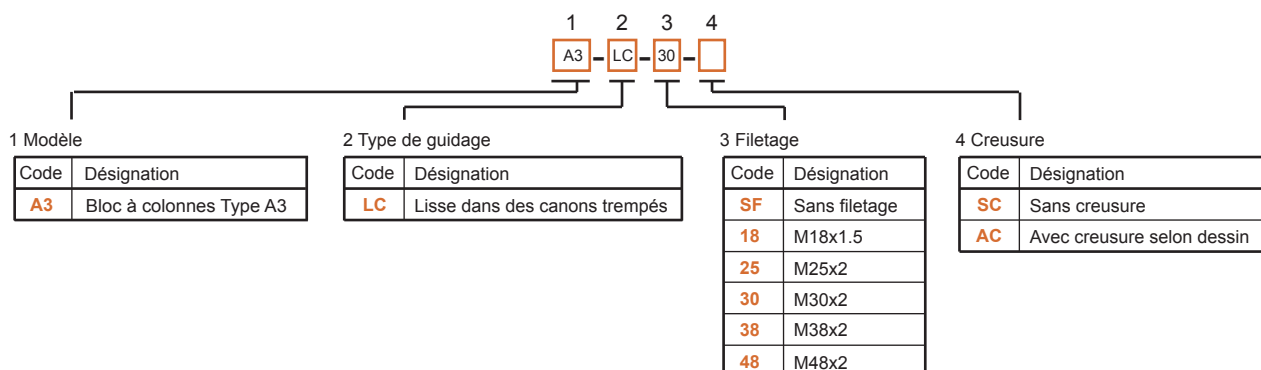 1 2 3 4
A3 - LC - 30 -
1 Modèle
Code Désignation
A3 Bloc à colonnes Type A3
2 Type de guidage
Code Désignation
LC Lisse dans des canons trempés
3 Filetage
Code Désignation
SF Sans filetage
18 M18x1.5
25 M25x2
30 M30x2
38 M38x2
48 M48x2
4 Creusure
Code Désignation
SC Sans creusure
AC Avec creusure selon dessin